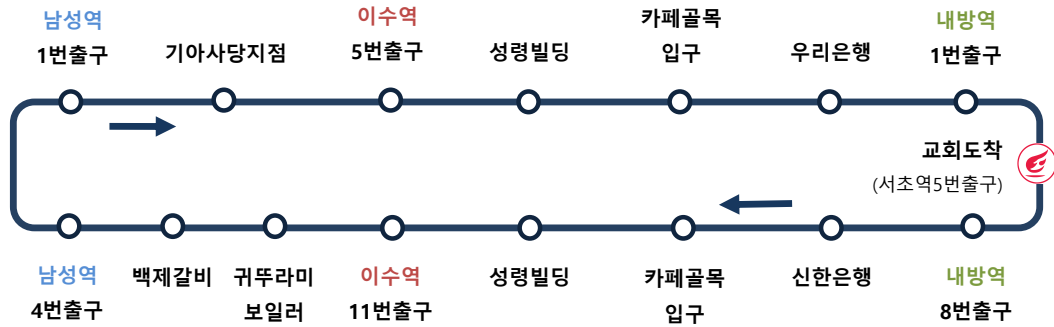 남성역
1번출구
기아사당지점
이수역
5번출구
성령빌딩
카페골목
입구
우리은행
내방역
1번출구
교회도착
(서초역5번출구)
남성역
4번출구
백제갈비
귀뚜라미
보일러
이수역
11번출구
성령빌딩
카페골목
입구
신한은행
내방역
8번출구